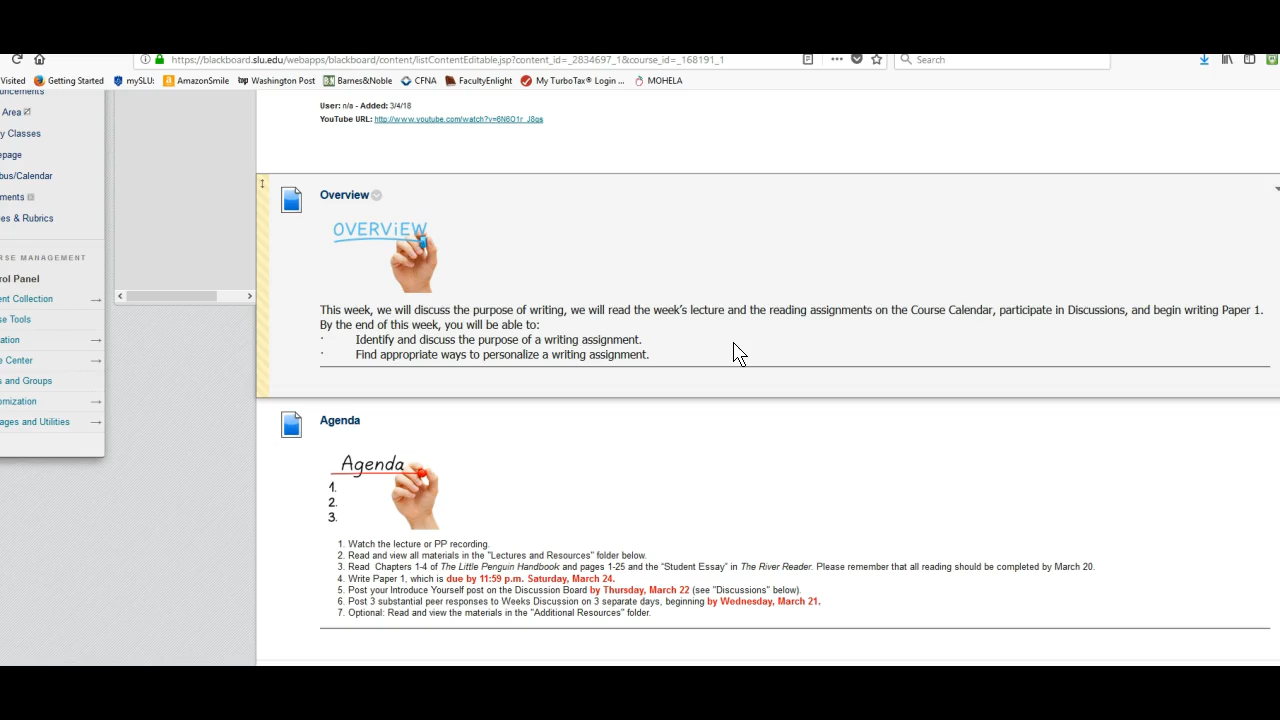 https://blackboard.slu.edu/webapps/blackboard/content/listContentEditable.jsp?content_id=_2834697_1&course_id=_168191_1 Search
Visited Getting Started mySLU: AmazonSmile Washington Post Barnes&Noble CFNA FacultyEnlight My TurboTax® Login ... MOHELA
Area
Classes
User: n/a - Added: 3/4/18
YouTube URL: http://www.youtube.com/watch?v=6N6O1r_J8qs
Overview
OVERViEW
This week, we will discuss the purpose of writing, we will read the week's lecture and the reading assignments on the Course Calendar, participate in Discussions, and begin writing Paper 1.
By the end of this week, you will be able to:
· Identify and discuss the purpose of a writing assignment.
· Find appropriate ways to personalize a writing assignment.
bus/Calendar
ments
es & Rubrics
RSE MANAGEMENT
rol Panel
ent Collection
se Tools
ation
e Center
s and Groups
omization
ages and Utilities
Agenda
Agenda
1.
2.
3.
1. Watch the lecture or PP recording.
2. Read and view all materials in the "Lectures and Resources" folder below.
3. Read Chapters 1-4 of The Little Penguin Handbook and pages 1-25 and the "Student Essay" in The River Reader. Please remember that all reading should be completed by March 20.
4. Write Paper 1, which is due by 11:59 p.m. Saturday, March 24.
5. Post your Introduce Yourself post on the Discussion Board by Thursday, March 22 (see "Discussions" below).
6. Post 3 substantial peer responses to Weeks Discussion on 3 separate days, beginning by Wednesday, March 21.
7. Optional: Read and view the materials in the "Additional Resources" folder.